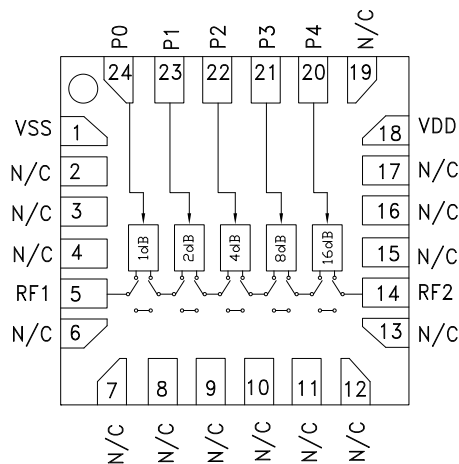 P0 P1 P2 P3 P4 N/C
24 23 22 21 20 19
VSS 1 18 VDD
N/C 2 17 N/C
N/C 3 16 N/C
N/C 4 15 N/C
1dB 2dB 4dB 8dB 16dB
RF1 5 14 RF2
N/C 6 13 N/C
7 8 9 10 11 12
N/C N/C N/C N/C N/C N/C